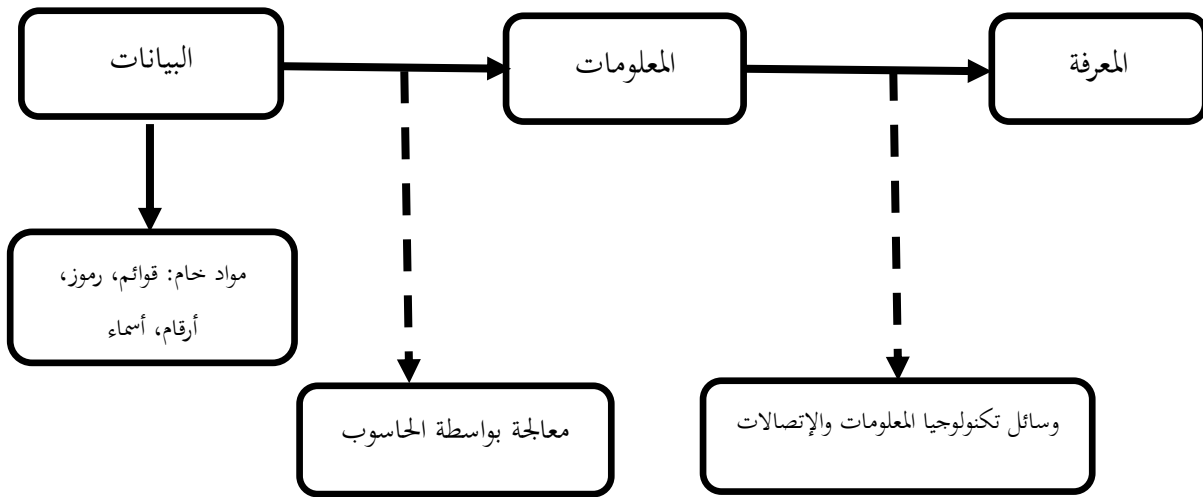 البيانات
المعلومات
المعرفة
مواد خام: قوائم، رموز،
أرقام، أسماء
معالجة بواسطة الحاسوب
وسائل تكنولوجيا المعلومات والإتصالات